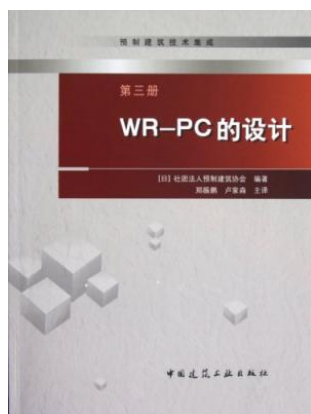 预制建筑技术集成
第三册
WR-PC的设计
[日]社团法人预制建筑协会 编著
郑振鹏 卢家森 主译
中国建筑工业出版社